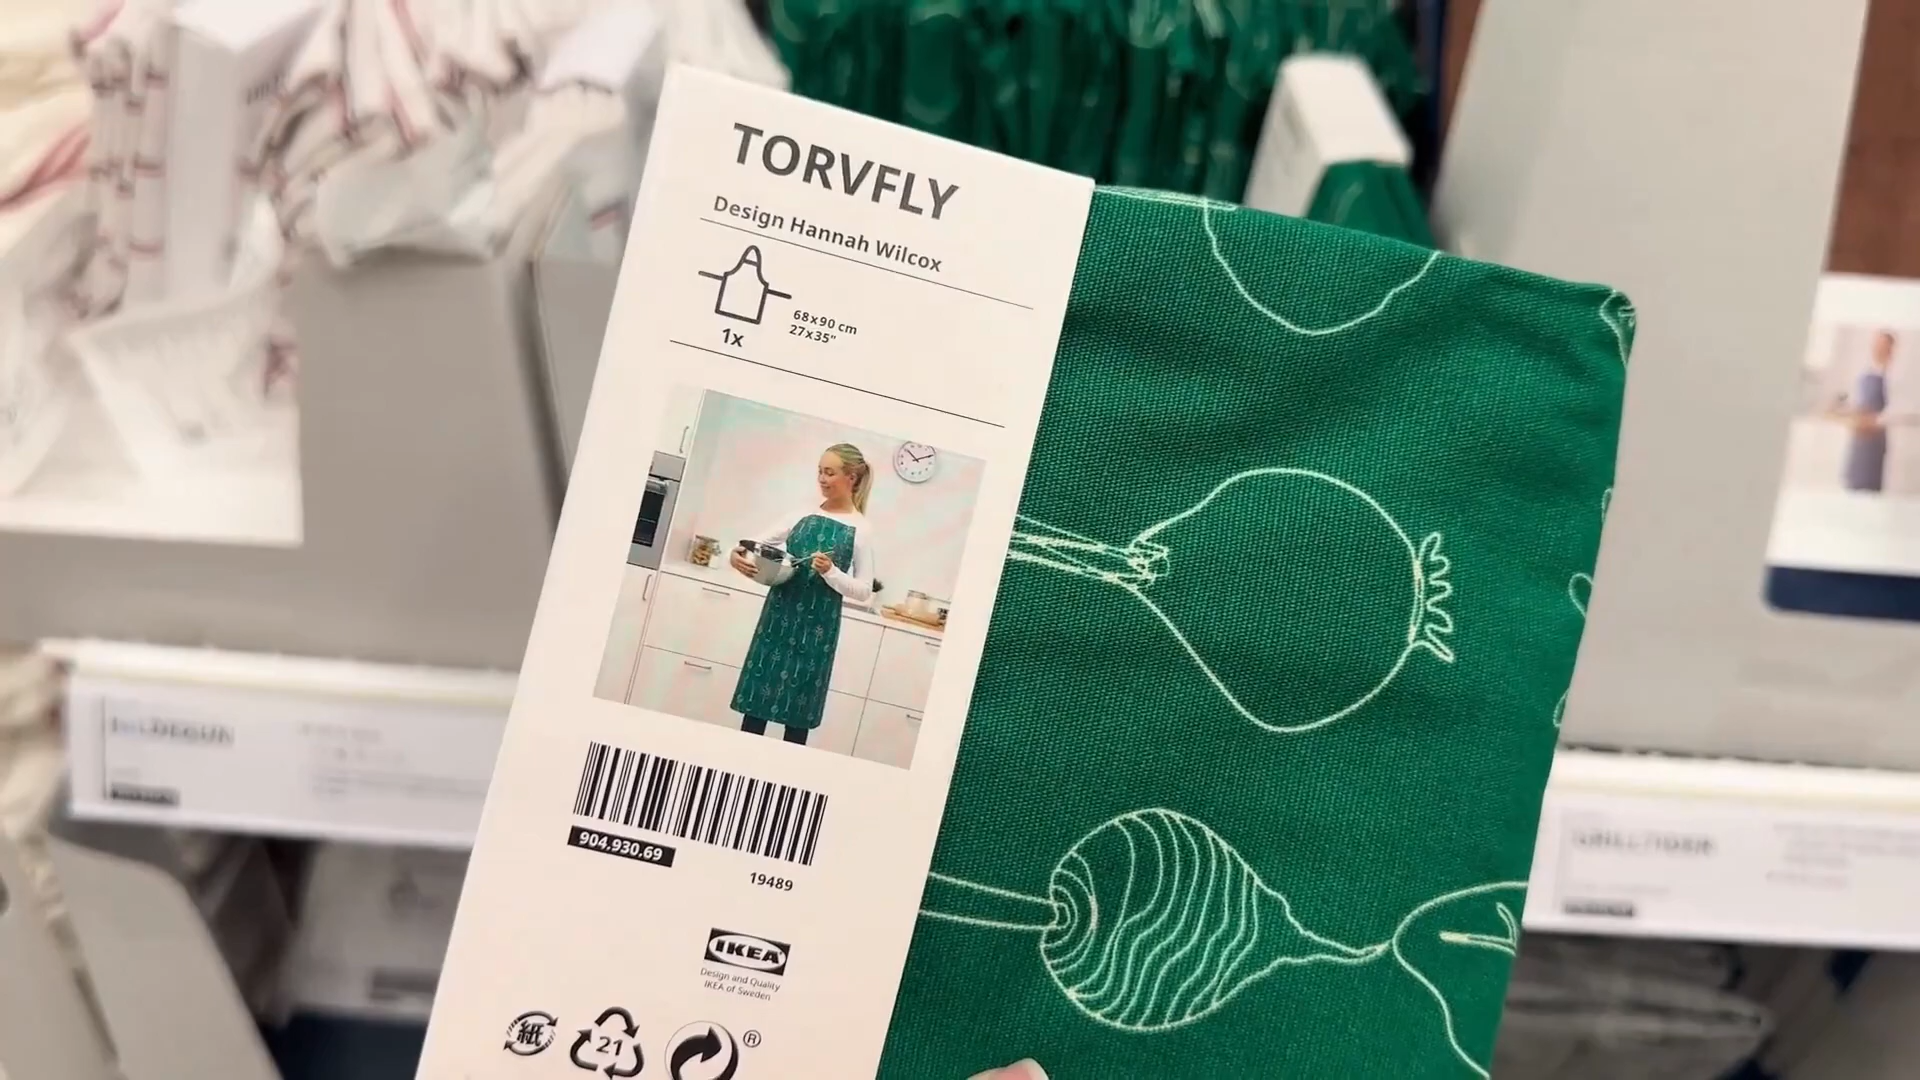 TORVFLY
Design Hannah Wilcox
68x90 cm
27x35"
1x
904.930.69
19489
IKEA
Design and Quality
IKEA of Sweden
紙
21
®